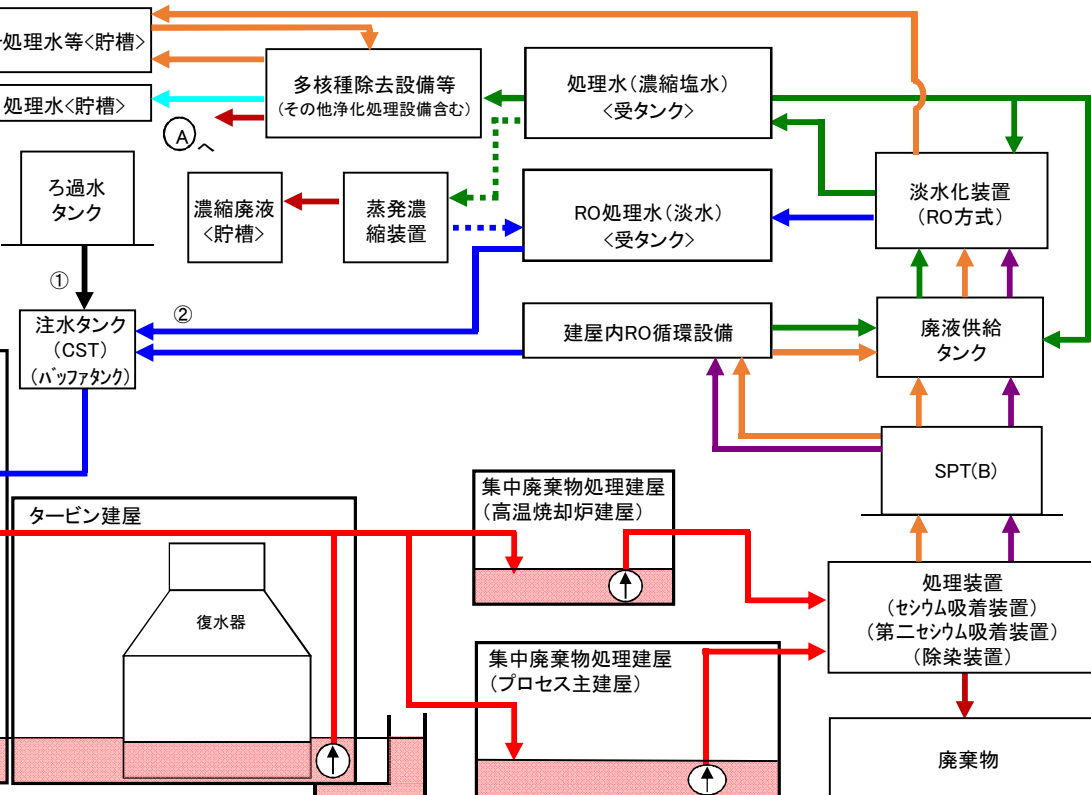 処理水等<貯槽>
多核種除去設備等
(その他浄化処理設備含む)
処理水(濃縮塩水)
<受タンク>
処理水<貯槽>
Ⓐへ
ろ過水
タンク
濃縮廃液
<貯槽>
蒸発濃
縮装置
RO処理水(淡水)
<受タンク>
淡水化装置
(RO方式)
①
②
注水タンク
(CST)
(バッファタンク)
建屋内RO循環設備
廃液供給
タンク
SPT(B)
タービン建屋
復水器
集中廃棄物処理建屋
(高温焼却炉建屋)
集中廃棄物処理建屋
(プロセス主建屋)
処理装置
(セシウム吸着装置)
(第二セシウム吸着装置)
(除染装置)
廃棄物